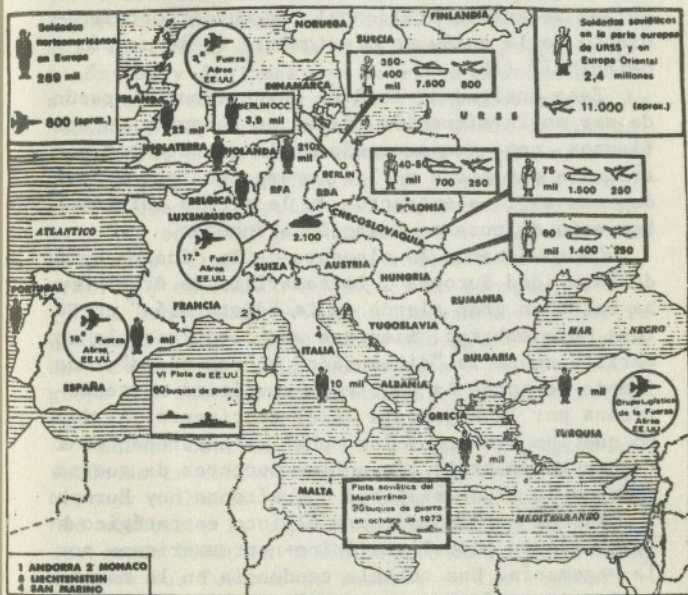 Soldados
norteamericanos
en Europa
289 mil
800 (aprox.)
NORUEGA
FINLANDIA
SUECIA
Fuerza
Aérea
EE.UU.
DINAMARCA
BERLIN OCC.
3,9 mil
350-
400
mil
7.600
800
Soldados soviéticos
en la parte europea
de URSS y en
Europa Oriental
2,4
millones
11.000 (aprox.)
IRLANDA
22 mil
INGLATERRA
HOLANDA
210
mil
BERLIN
RFA
RDA
40-50
mil
700
250
POLONIA
75
mil
1.500
250
BELGICA
LUXEMBURGO
CHECOSLOVAQUIA
2.100
60
1.400
250
ATLANTICO
17.ª Fuerza
Aérea
EE.UU.
SUIZA
AUSTRIA
HUNGRIA
RUMANIA
PORTUGAL
FRANCIA
1
16.ª Fuerza
Aérea
EE.UU.
9 mil
ESPAÑA
VI Flota de EE.UU.
60 buques de guerra
2
3
4
ITALIA
10 mil
YUGOSLAVIA
BULGARIA
ALBANIA
GRECIA
3 mil
MAR
NEGRO
mil
TURQUIA
Grupo Logístico
de la Fuerza
Aérea
EE.UU.
MALTA
Flota soviética del
Mediterráneo
buques de guerra
en octubre de 1973
MEDITERRANEO
1 ANDORRA 2 MONACO
LIECHTENSTEIN
4 SAN MARINO